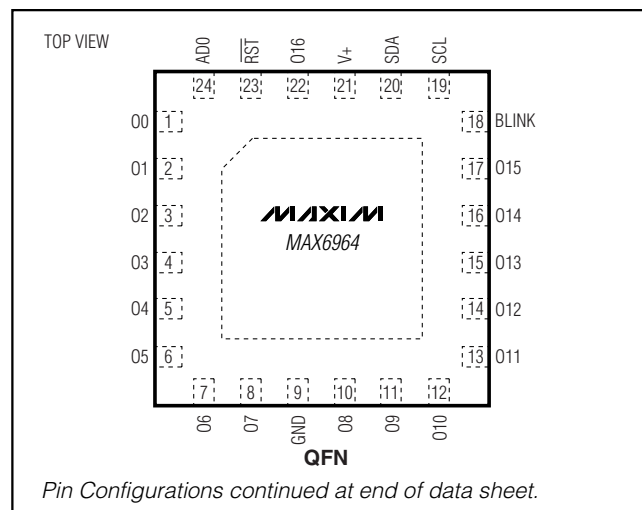 TOP VIEW
AD0 RST O16 V+ SDA SCL
24 23 22 21 20 19
O0 1 18 BLINK
O1 2 17 O15
O2 3 16 O14
O3 4 15 O13
O4 5 14 O12
O5 6 13 O11
MAXIM
MAX6964
7 8 9 10 11 12
O6 O7 GND O8 O9 O10
QFN
Pin Configurations continued at end of data sheet.